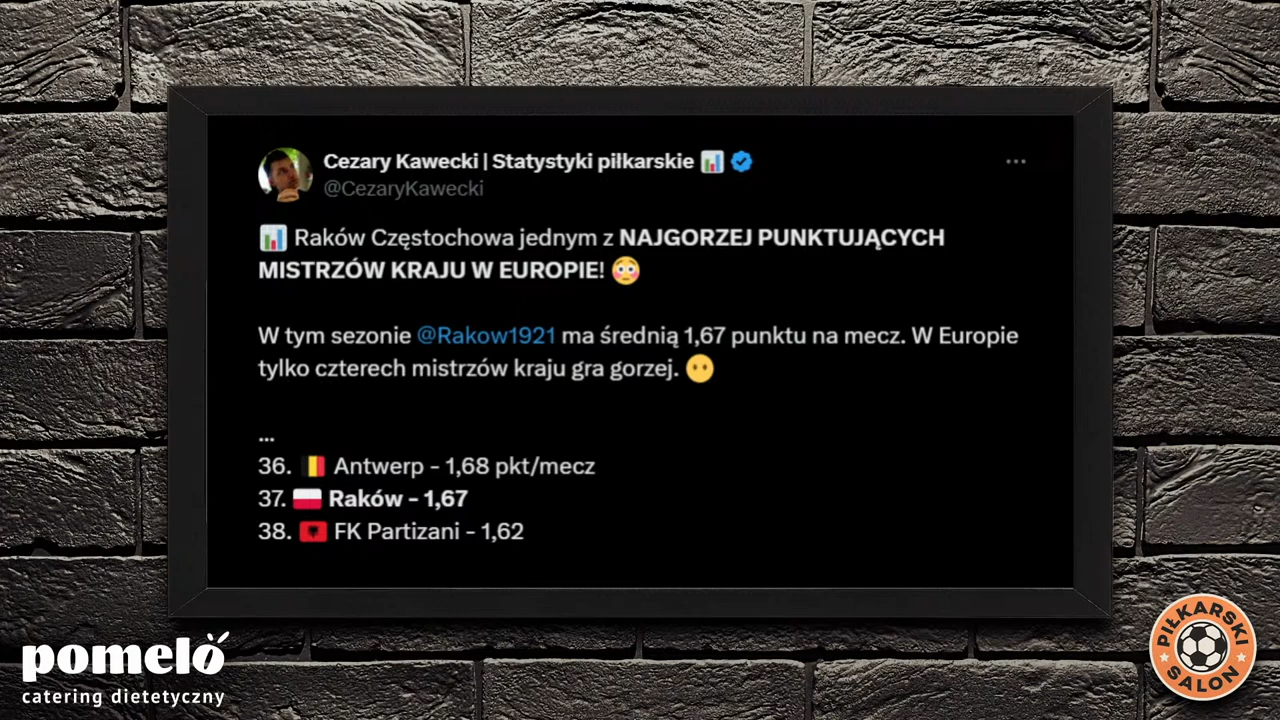 Cezary Kawecki | Statystyki piłkarskie 📊
@CezaryKawecki
📊 Raków Częstochowa jednym z NAJGORZEJ PUNKTUJĄCYCH
MISTRZÓW KRAJU W EUROPIE! 😳
W tym sezonie @Rakow1921 ma średnią 1,67 punktu na mecz. W Europie
tylko czterech mistrzów kraju gra gorzej. 😶
...
36. 🇧🇪 Antwerp - 1,68 pkt/mecz
37. 🇵🇱 Raków - 1,67
38. 🇦🇱 FK Partizani - 1,62
pomelo
catering dietetyczny
PIŁKARSKI
SALON